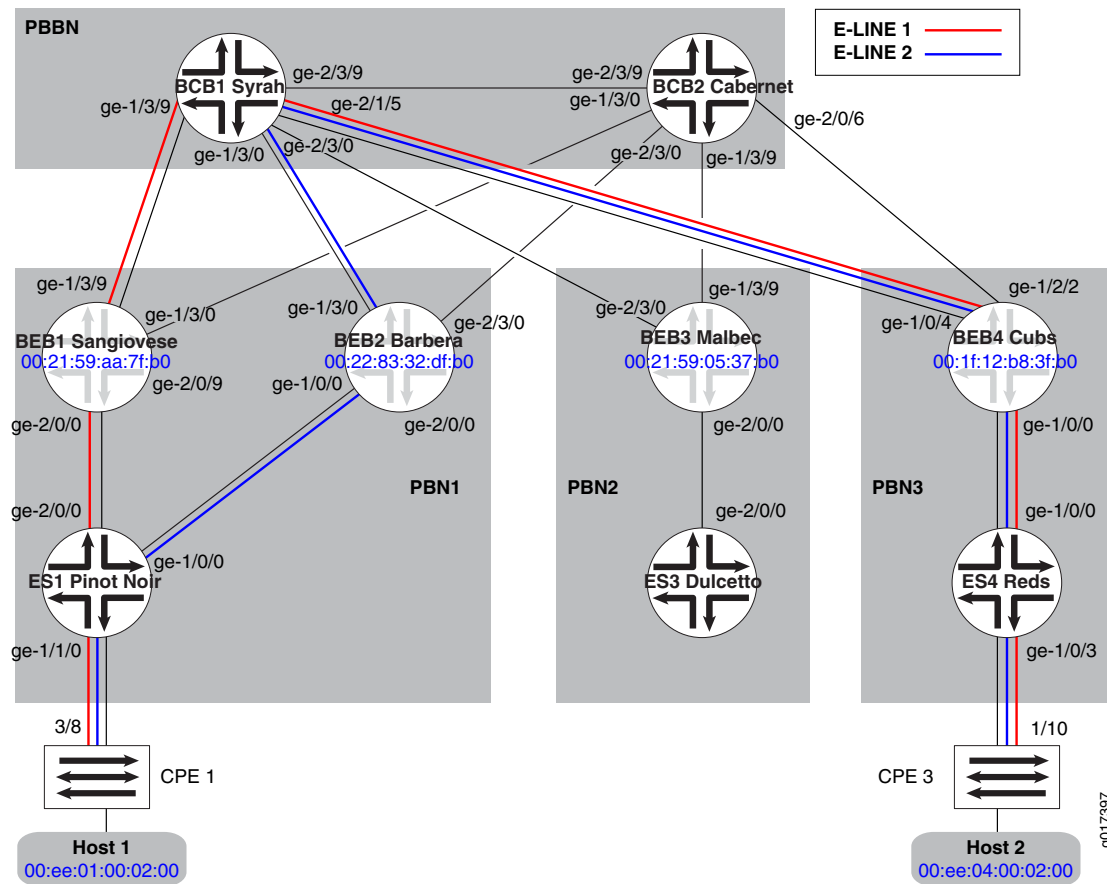 PBBN
E-LINE 1
E-LINE 2
BCB1 Syrah
BCB2 Cabernet
ge-2/3/9
ge-2/3/9
ge-1/3/9
ge-2/1/5
ge-1/3/0
ge-2/0/6
ge-1/3/0
ge-2/3/0
ge-2/3/0
ge-1/3/9
ge-1/3/9
ge-1/3/0
ge-1/3/0
ge-2/3/0
ge-2/3/0
ge-1/3/9
ge-1/2/2
ge-1/0/4
BEB1 Sangiovese
00:21:59:aa:7f:b0
BEB2 Barbera
00:22:83:32:df:b0
BEB3 Malbec
00:21:59:05:37:b0
BEB4 Cubs
00:1f:12:b8:3f:b0
ge-2/0/9
ge-1/0/0
ge-2/0/0
ge-2/0/0
ge-2/0/0
ge-1/0/0
PBN1
PBN2
PBN3
ge-2/0/0
ge-1/0/0
ge-2/0/0
ge-1/0/0
ES1 Pinot Noir
ES3 Dulcetto
ES4 Reds
ge-1/1/0
ge-1/0/3
3/8
1/10
CPE 1
CPE 3
Host 1
00:ee:01:00:02:00
Host 2
00:ee:04:00:02:00
g017397